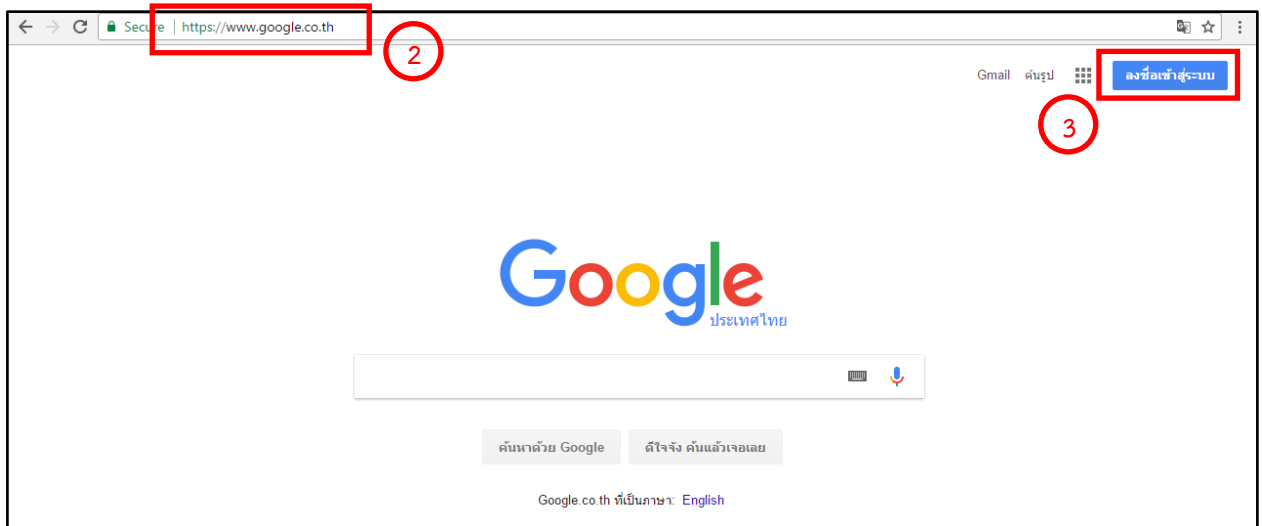 Secure https://www.google.co.th
2
Gmail ค้นรูป ลงชื่อเข้าสู่ระบบ
3
Google
ประเทศไทย
ค้นหาด้วย Google ดีใจจัง ค้นแล้วเจอเลย
Google.co.th ที่เป็นภาษา: English